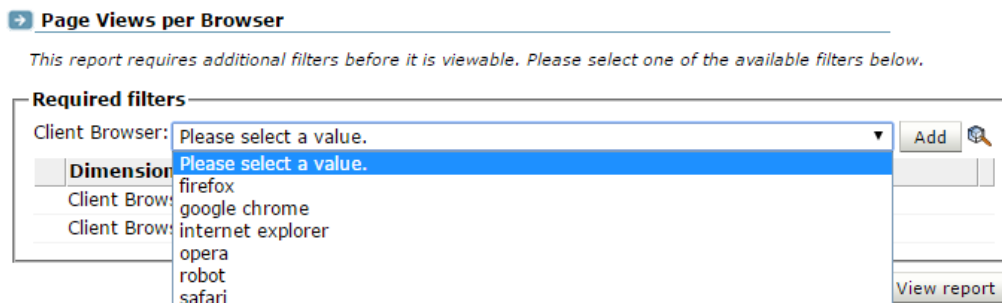 Page Views per Browser
This report requires additional filters before it is viewable. Please select one of the available filters below.
Required filters
Client Browser: Please select a value. Add
Please select a value.
Dimension
firefox
Client Brows
google chrome
Client Brows
internet explorer
opera
robot
safari
View report